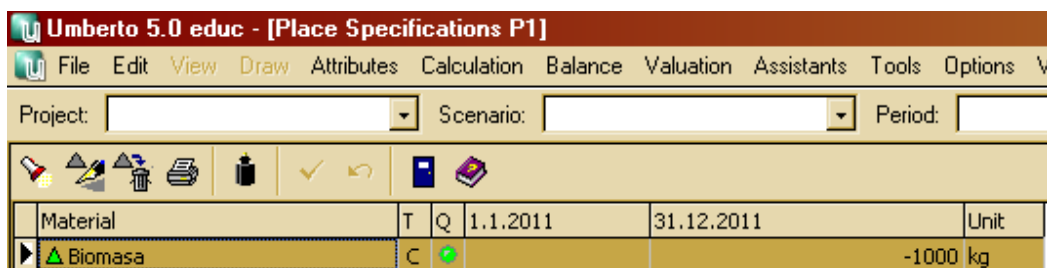 Umberto 5.0 educ - [Place Specifications P1]
File Edit View Draw Attributes Calculation Balance Valuation Assistants Tools Options
Project: Scenario: Period:
Material T Q 1.1.2011 31.12.2011 Unit
Biomasa C -1000 kg